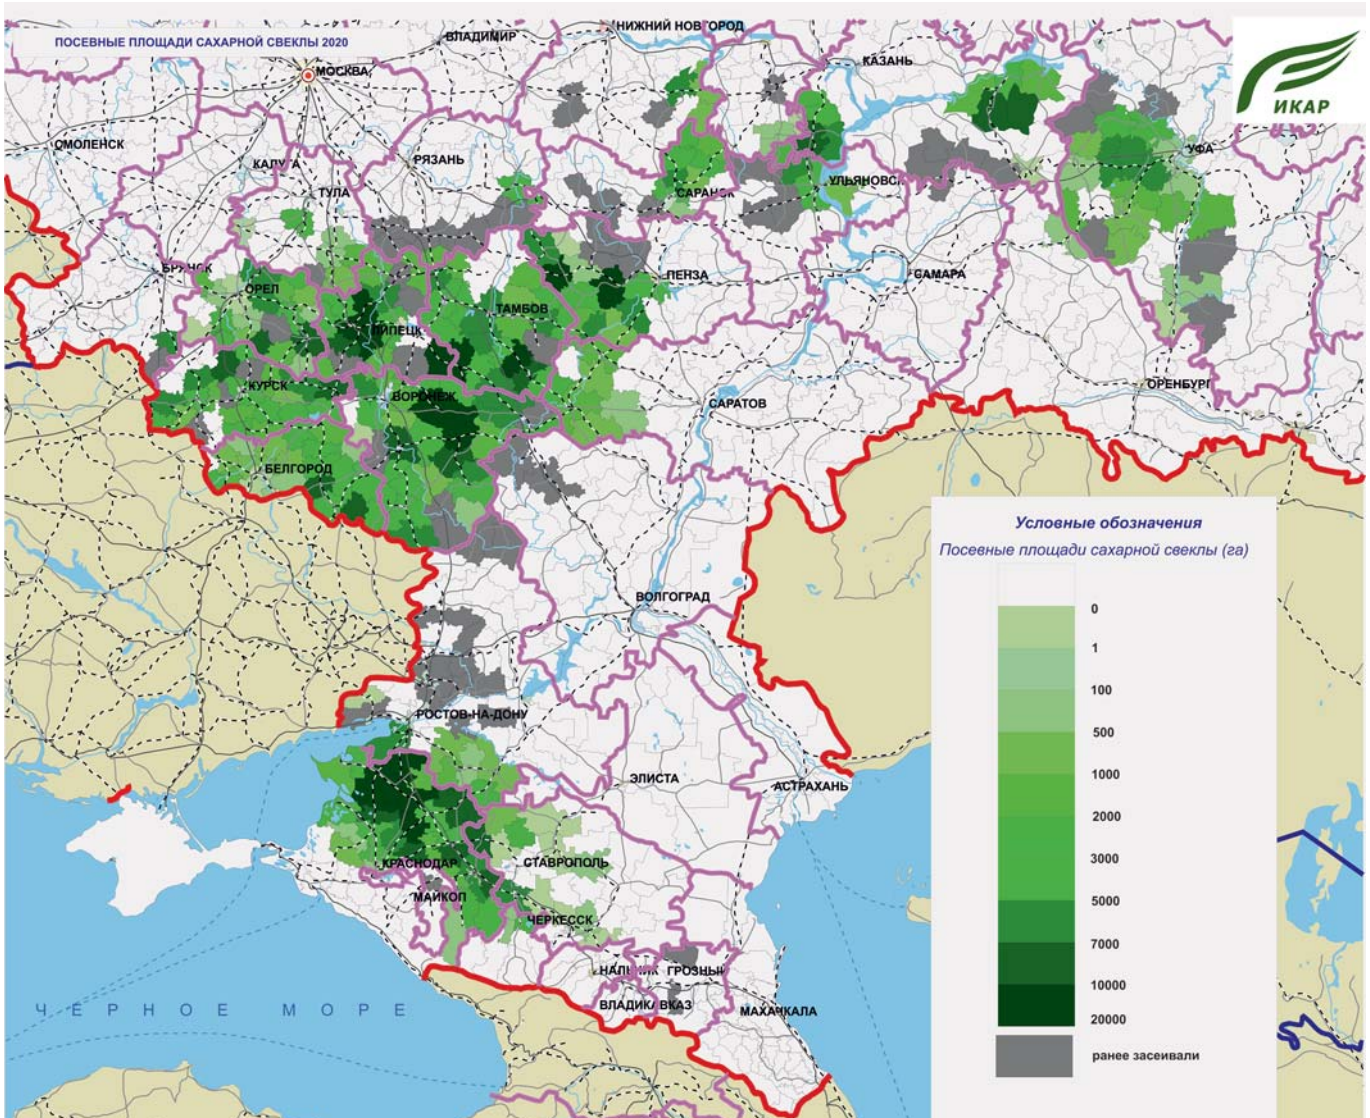 НИЖНИЙ НОВГОРОД
ВЛАДИМИР
ПОСЕВНЫЕ ПЛОЩАДИ САХАРНОЙ СВЕКЛЫ 2020
МОСКВА
КАЗАНЬ
ИКАР
СМОЛЕНСК
КАЛУГА
РЯЗАНЬ
ТУЛА
УФА
САРАНСК
УЛЬЯНОВСК
БРЯНСК
ПЕНЗА
САМАРА
ОРЕЛ
ТАМБОВ
ЛИПЕЦК
КУРСК
ВОРОНЕЖ
САРАТОВ
ОРЕНБУРГ
БЕЛГОРОД
Условные обозначения
Посевные площади сахарной свеклы (га)
0
1
100
500
1000
2000
3000
5000
7000
10000
20000
ранее засеивали
ВОЛГОГРАД
РОСТОВ-НА-ДОНУ
ЭЛИСТА
АСТРАХАНЬ
КРАСНОДАР
СТАВРОПОЛЬ
МАЙКОП
ЧЕРКЕССК
НАЛЬЧИК
ГРОЗНЫЙ
ВЛАДИКАВКАЗ
МАХАЧКАЛА
ЧЕРНОЕ МОРЕ